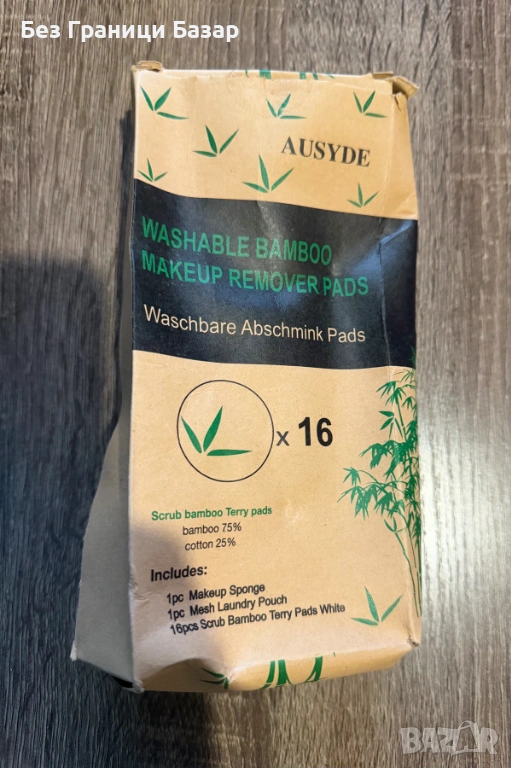 Без Граници Базар
AUSYDE
WASHABLE BAMBOO
MAKEUP REMOVER PADS
Waschbare Abschmink Pads
x 16
Scrub bamboo Terry pads
bamboo 75%
cotton 25%
Includes:
1pc Makeup Sponge
1pc Mesh Laundry Pouch
16pcs Scrub Bamboo Terry Pads White
BAZAR